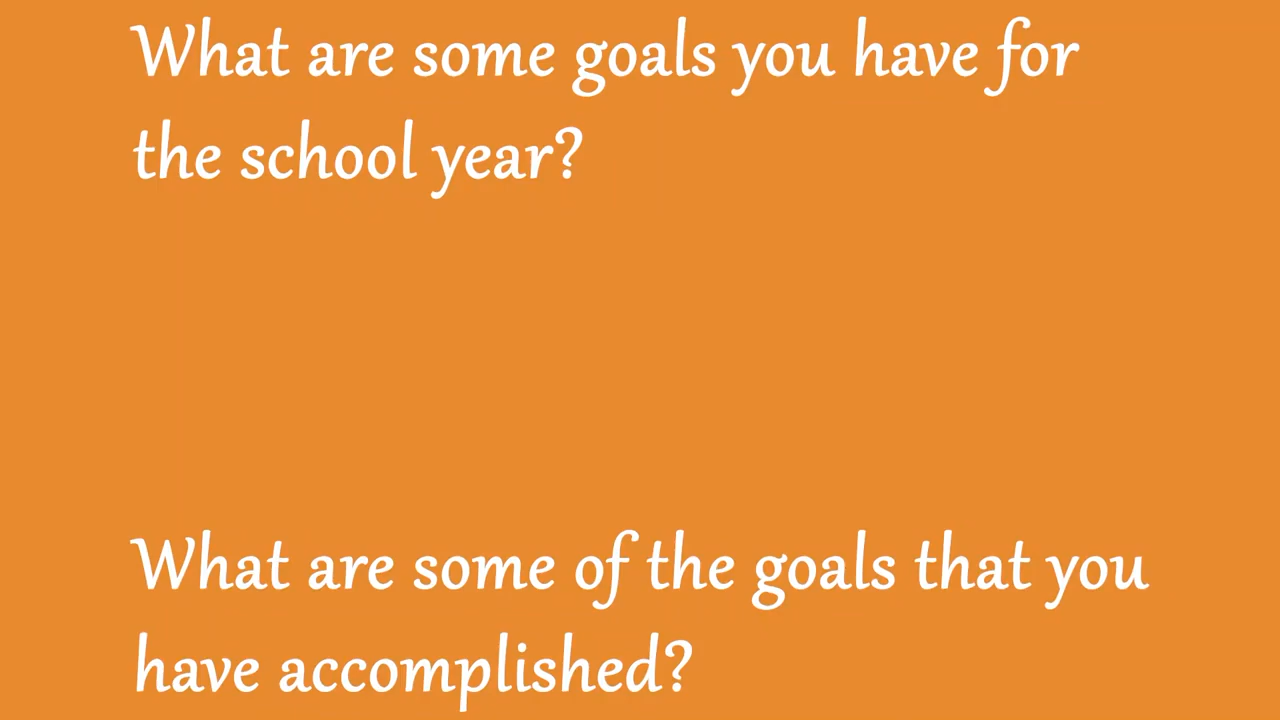 What are some goals you have for
the school year?
What are some of the goals that you
have accomplished?